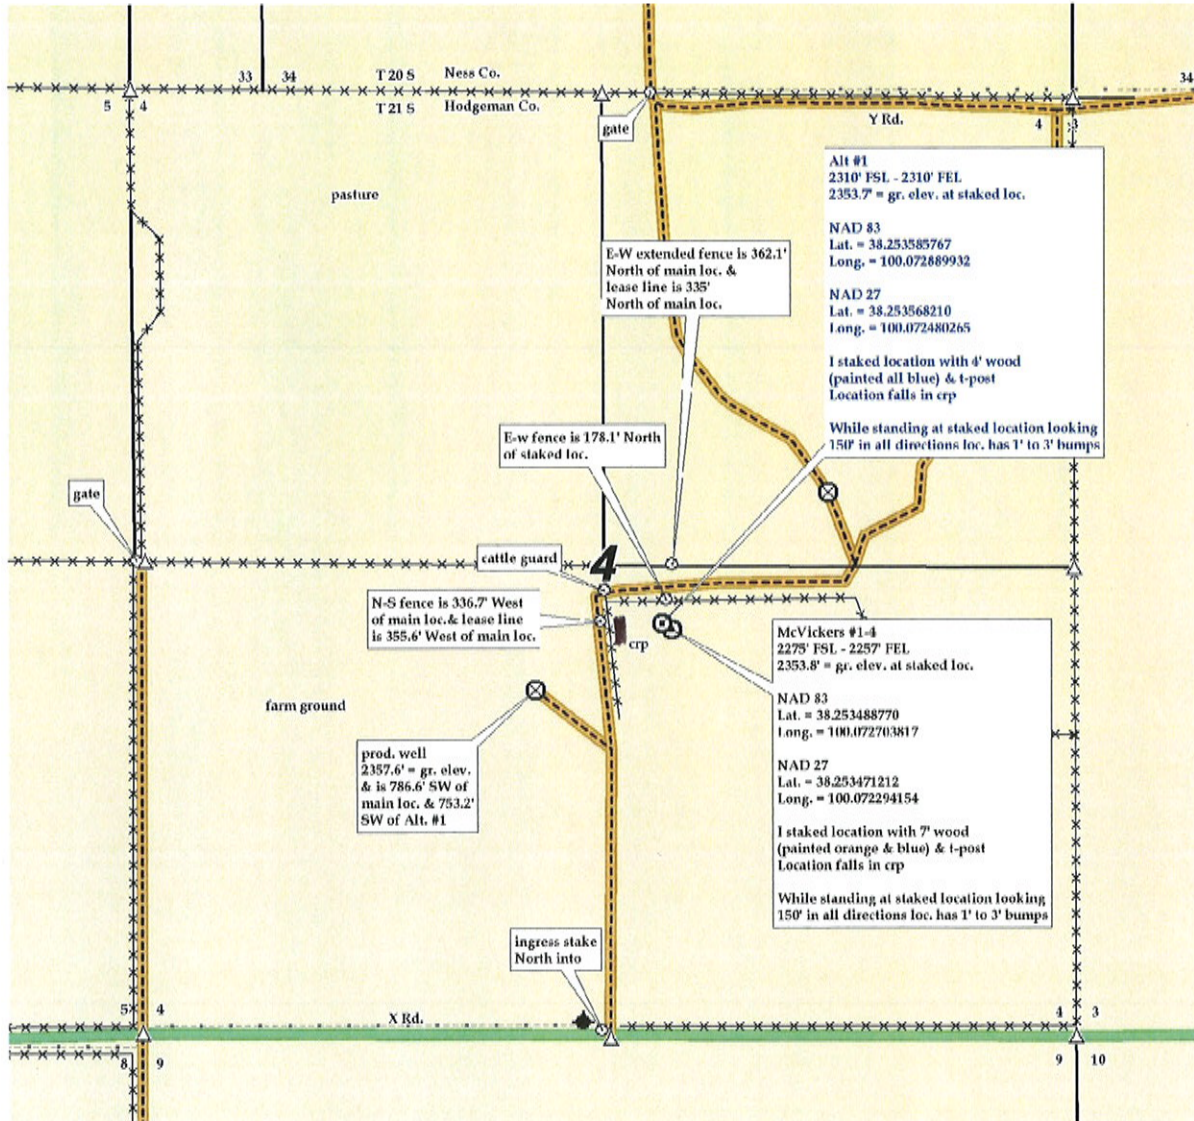 33 34 T 20 S Ness Co. 34
5 4 T 21 S Hodgeman Co.
gate
Y Rd.
4 3
pasture
Alt #1
2310' FSL - 2310' FEL
2353.7' = gr. elev. at staked loc.
NAD 83
Lat. = 38.253585767
Long. = 100.072889932
NAD 27
Lat. = 38.253568210
Long. = 100.072480265
I staked location with 4' wood
(painted all blue) & t-post
Location falls in crp
While standing at staked location looking
150' in all directions loc. has 1' to 3' bumps
E-W extended fence is 362.1'
North of main loc. &
lease line is 335'
North of main loc.
E-w fence is 178.1' North
of staked loc.
gate
cattle guard
4
N-S fence is 336.7' West
of main loc.& lease line
is 355.6' West of main loc.
crp
McVickers #1-4
2275' FSL - 2257' FEL
2353.8' = gr. elev. at staked loc.
NAD 83
Lat. = 38.253488770
Long. = 100.072703817
NAD 27
Lat. = 38.253471212
Long. = 100.072294154
I staked location with 7' wood
(painted orange & blue) & t-post
Location falls in crp
While standing at staked location looking
150' in all directions loc. has 1' to 3' bumps
farm ground
prod. well
2357.6' = gr. elev.
& is 786.6' SW of
main loc. & 753.2'
SW of Alt. #1
ingress stake
North into
5 4
X Rd.
4 3
8 9
9 10